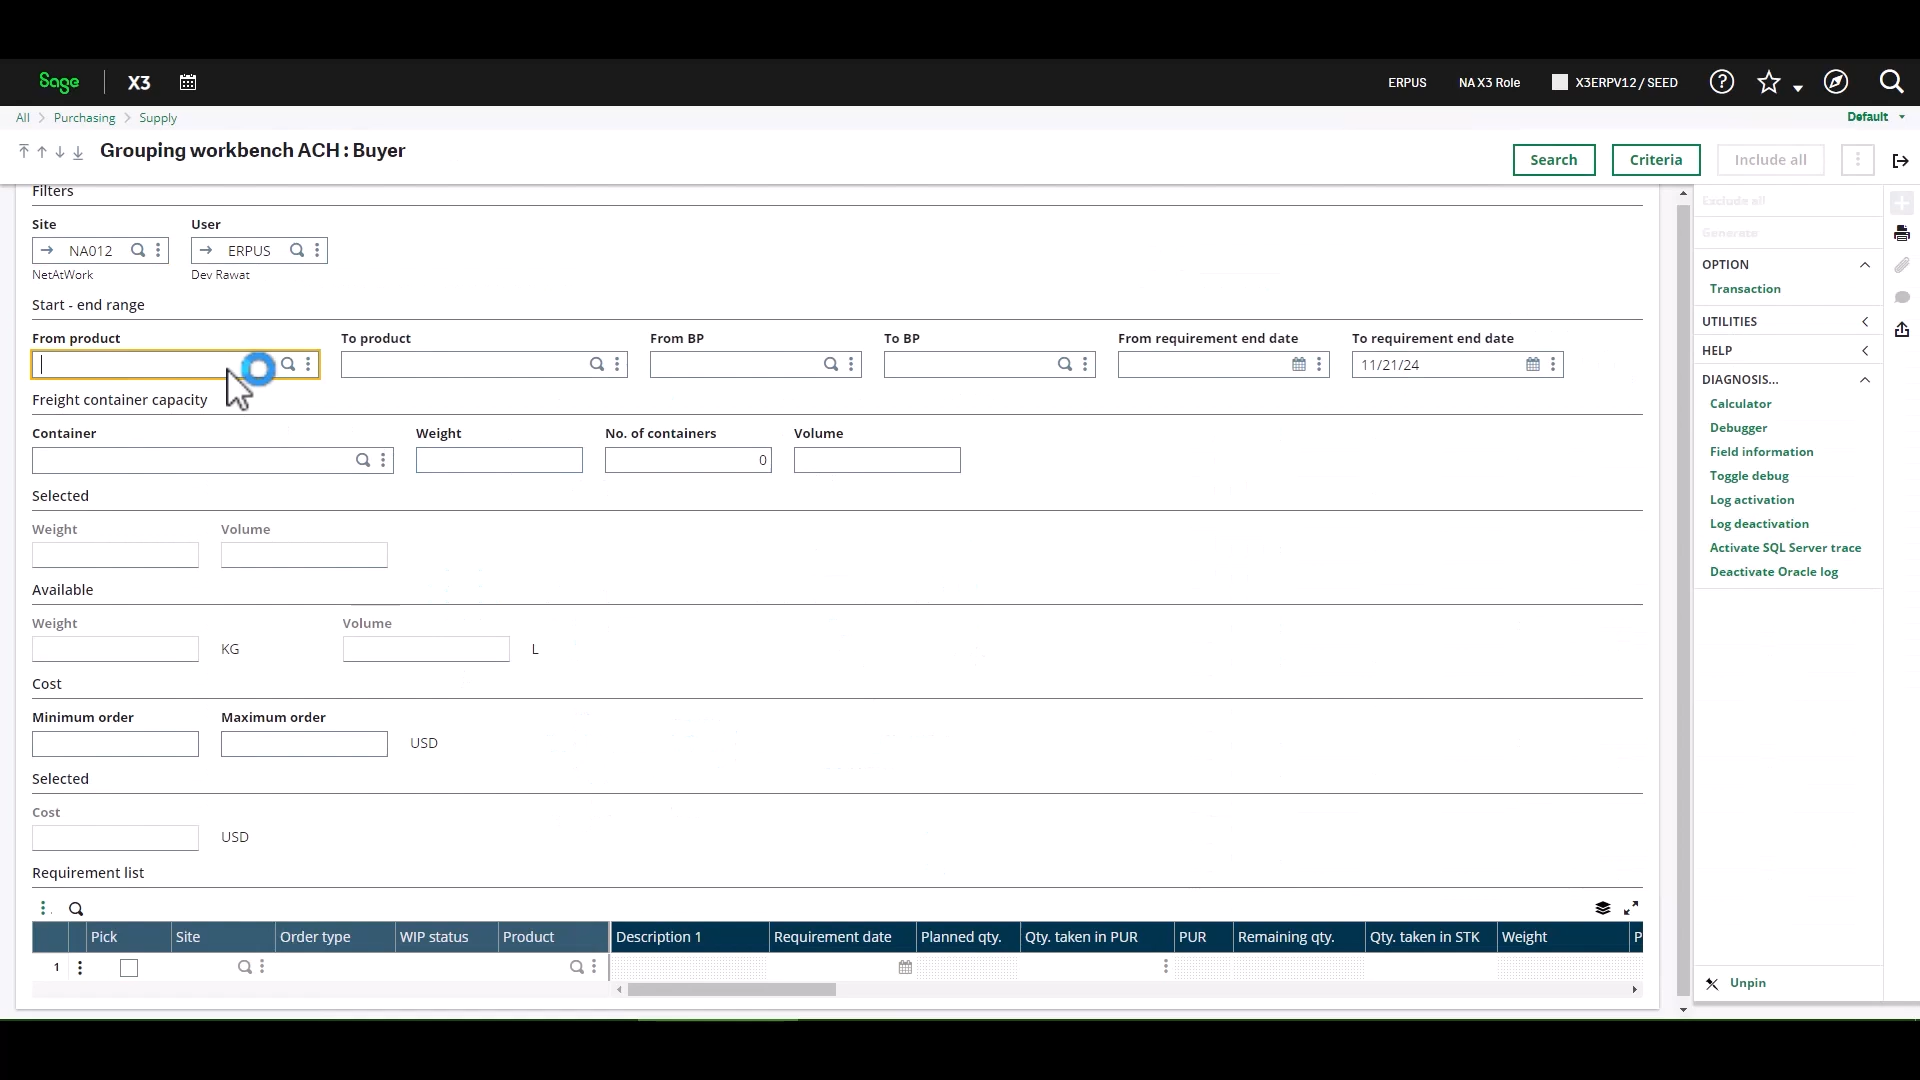 Sage X3 ERPUS NA X3 Role X3ERPV12 / SEED
All Purchasing Supply Default
Grouping workbench ACH : Buyer Search Criteria Include all
Filters
Site User
NA012 ERPUS
NetAtWork Dev Rawat
Start - end range
From product To product From BP To BP From requirement end date To requirement end date
11/21/24
Freight container capacity
Container Weight No. of containers Volume
0
Selected
Weight Volume
Available
Weight Volume
KG L
Cost
Minimum order Maximum order
USD
Selected
Cost
USD
Requirement list
Pick Site Order type WIP status Product Description 1 Requirement date Planned qty. Qty. taken in PUR PUR Remaining qty. Qty. taken in STK Weight P
1
Exclude all
Generate
OPTION
Transaction
UTILITIES
HELP
DIAGNOSIS...
Calculator
Debugger
Field information
Toggle debug
Log activation
Log deactivation
Activate SQL Server trace
Deactivate Oracle log
Unpin